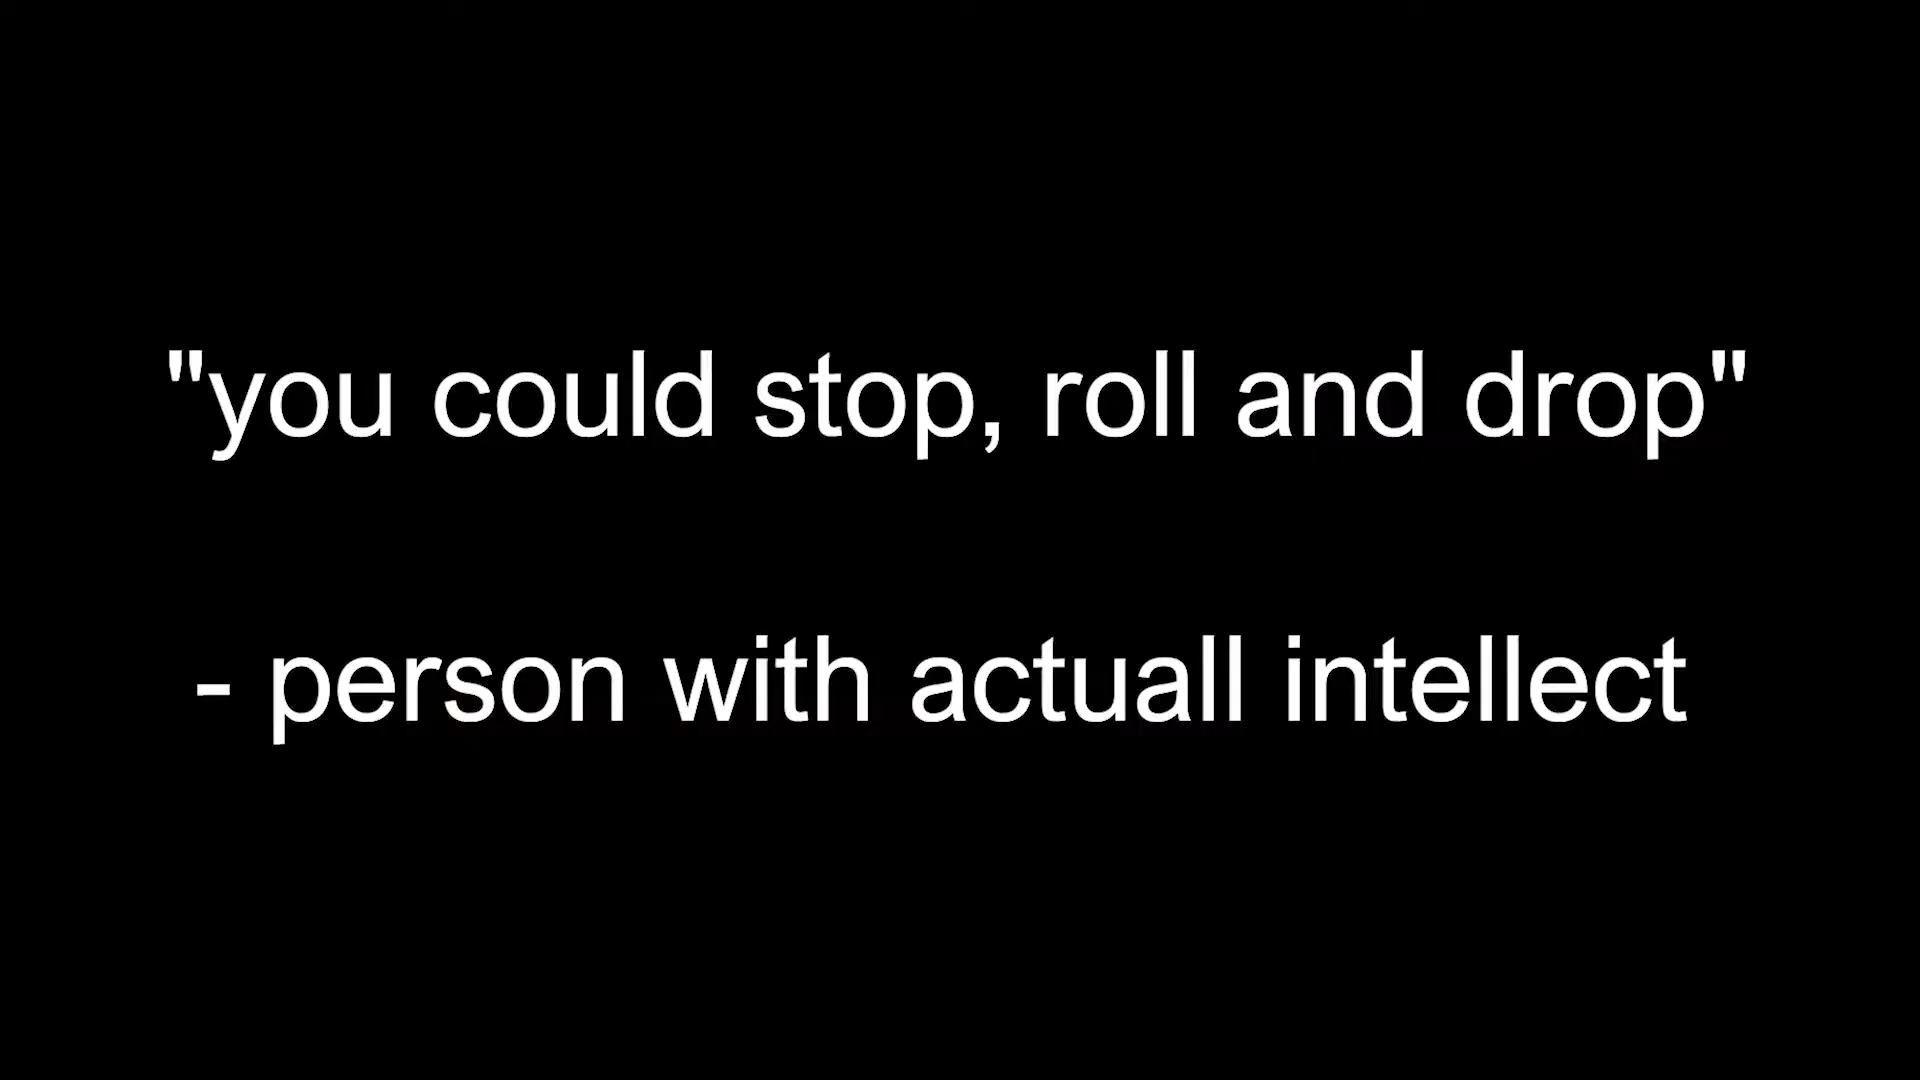 "you could stop, roll and drop"
- person with actuall intellect